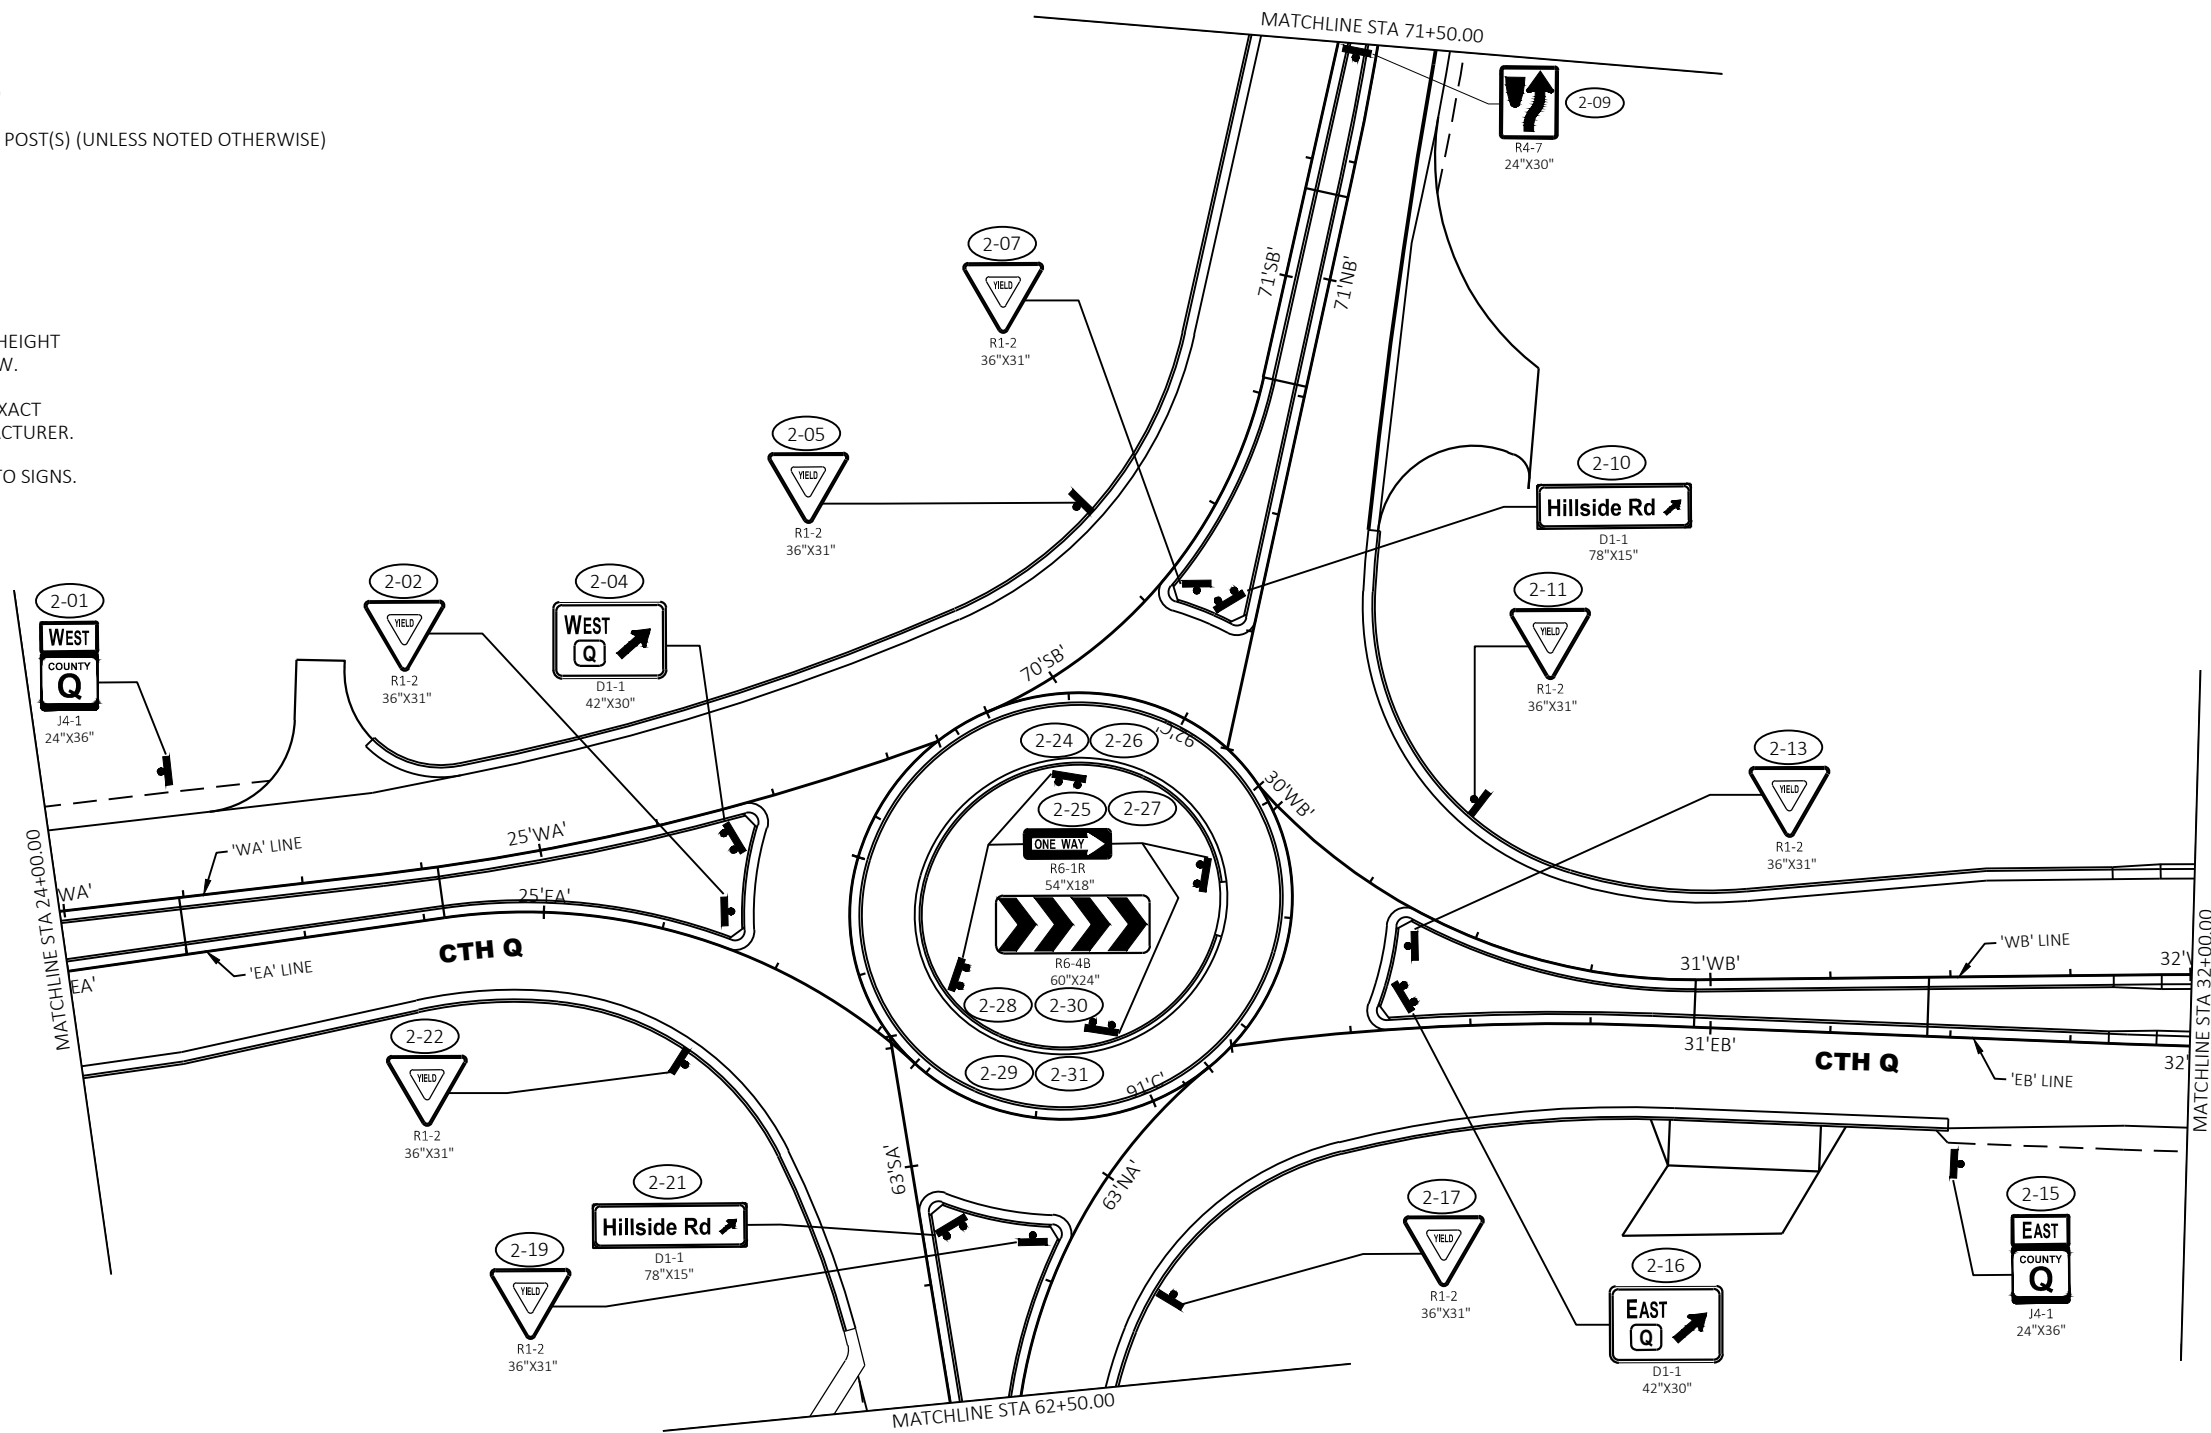 MATCHLINE STA 71+50.00
POST(S) (UNLESS NOTED OTHERWISE)
HEIGHT
W.
XACT
ACTURER.
TO SIGNS.
2-09
R4-7
24"X30"
2-07
YIELD
R1-2
36"X31"
71'SB'
71'NB'
2-05
YIELD
R1-2
36"X31"
2-10
Hillside Rd
D1-1
78"X15"
2-01
WEST
COUNTY
Q
J4-1
24"X36"
2-02
YIELD
R1-2
36"X31"
2-04
WEST
Q
D1-1
42"X30"
2-11
YIELD
R1-2
36"X31"
70'SB'
92'C'
30'WB'
2-13
YIELD
R1-2
36"X31"
2-24
2-26
2-25
2-27
ONE WAY
R6-1R
54"X18"
R6-4B
60"X24"
2-28
2-30
2-29
2-31
91'C'
MATCHLINE STA 24+00.00
WA'
'WA' LINE
25'WA'
25'EA'
EA'
'EA' LINE
CTH Q
31'WB'
'WB' LINE
32'
31'EB'
CTH Q
'EB' LINE
32'
MATCHLINE STA 32+00.00
2-22
YIELD
R1-2
36"X31"
63'SA'
63'NA'
2-21
Hillside Rd
D1-1
78"X15"
2-19
YIELD
R1-2
36"X31"
2-17
YIELD
R1-2
36"X31"
2-16
EAST
Q
D1-1
42"X30"
2-15
EAST
COUNTY
Q
J4-1
24"X36"
MATCHLINE STA 62+50.00